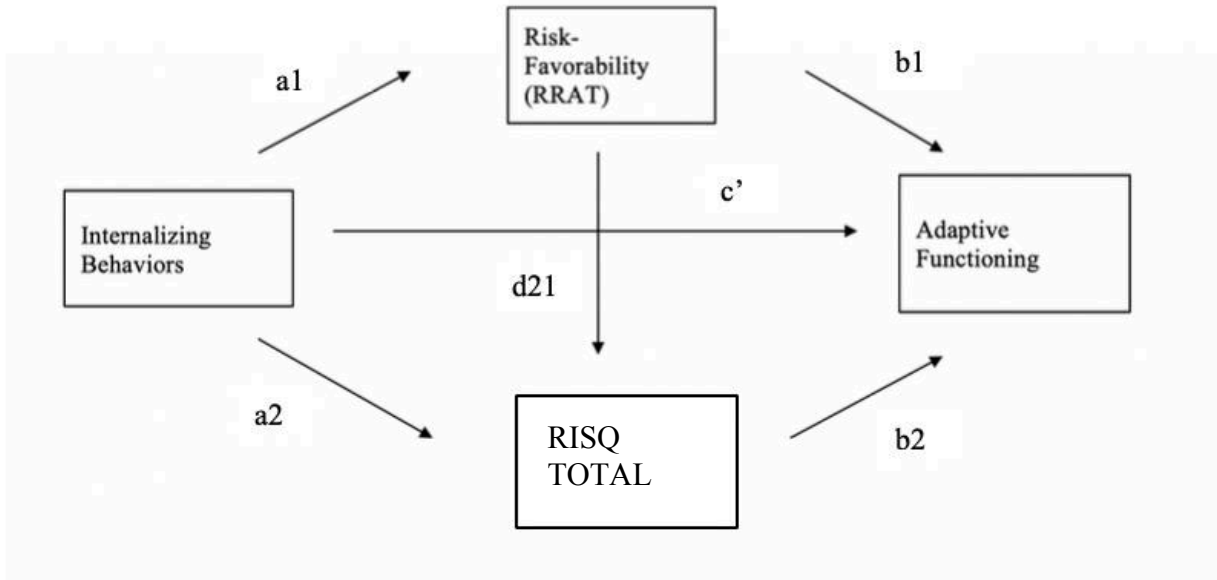 Risk-
Favorability
(RRAT)
a1
b1
c’
Internalizing
Behaviors
Adaptive
Functioning
d21
a2
RISQ
TOTAL
b2